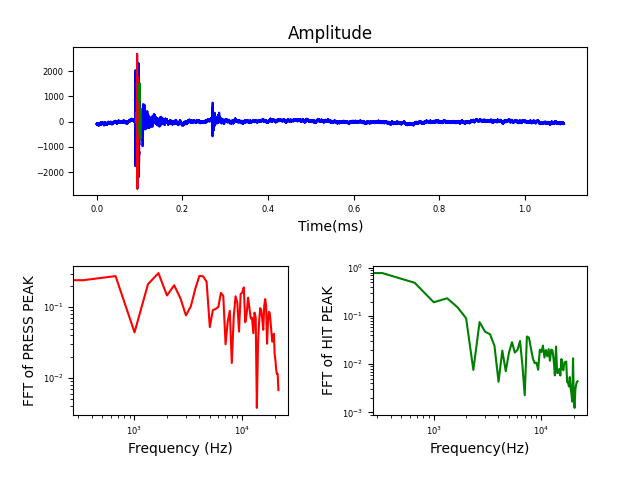 Amplitude
2000
1000
0
−1000
−2000
0.0 0.2 0.4 0.6 0.8 1.0
Time(ms)
FFT of PRESS PEAK
10⁻¹
10⁻²
10³ 10⁴
Frequency (Hz)
FFT of HIT PEAK
10⁰
10⁻¹
10⁻²
10⁻³
10³ 10⁴
Frequency(Hz)